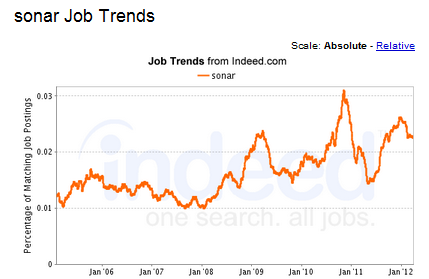 sonar Job Trends
Scale: Absolute - Relative
Job Trends from Indeed.com
sonar
Percentage of Matching Job Postings
0.03
0.02
0.01
0
indeed
one search. all jobs.
Jan'06 Jan'07 Jan'08 Jan'09 Jan'10 Jan'11 Jan'12